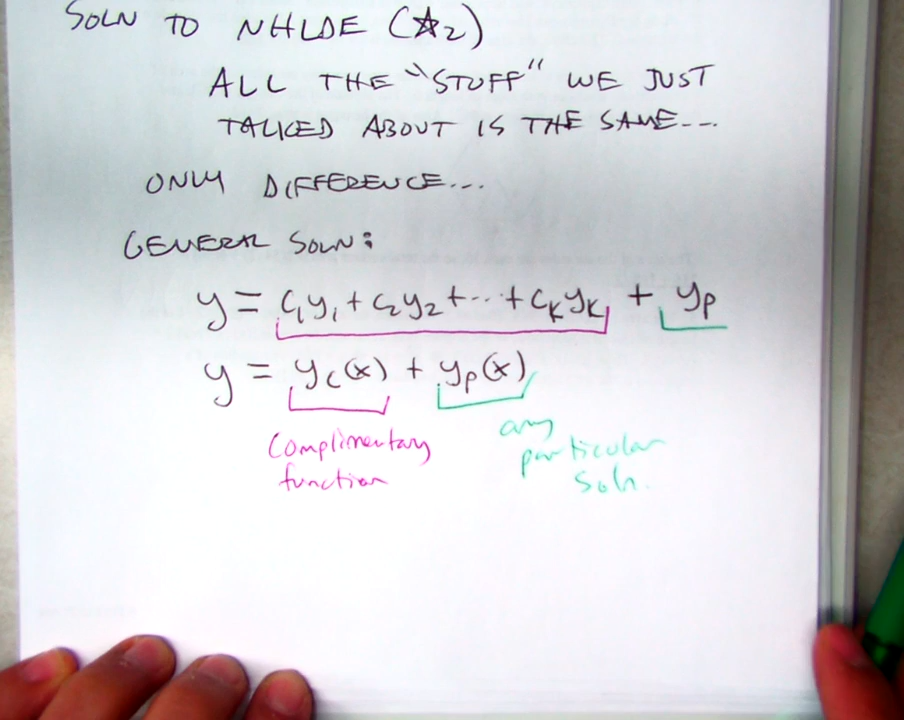 SOLN TO NHLDE (☆2)
ALL THE "STUFF" WE JUST
TALKED ABOUT IS THE SAME...
ONLY DIFFERENCE...
GENERAL SOLN:
y = c₁y₁ + c₂y₂ + ... + cₖyₖ + yₚ
y = y_c(x) + yₚ(x)
Complimentary
function
any
particular
Soln.